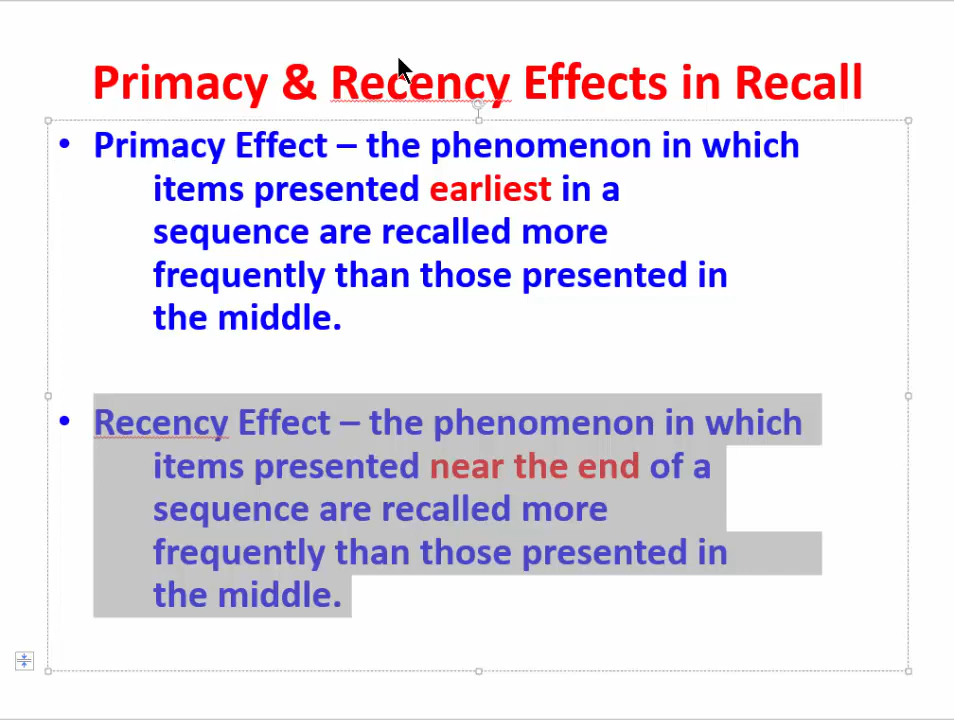 Primacy & Recency Effects in Recall
• Primacy Effect – the phenomenon in which
items presented earliest in a
sequence are recalled more
frequently than those presented in
the middle.
• Recency Effect – the phenomenon in which
items presented near the end of a
sequence are recalled more
frequently than those presented in
the middle.